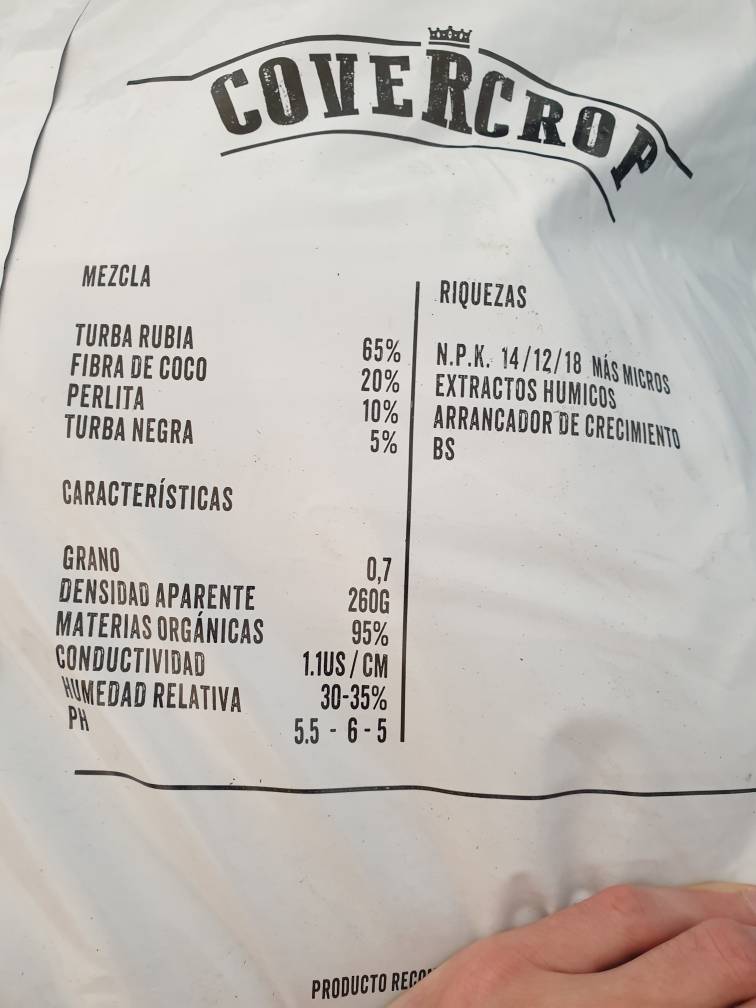 COVERCROP
MEZCLA
TURBA RUBIA 65%
FIBRA DE COCO 20%
PERLITA 10%
TURBA NEGRA 5%
CARACTERÍSTICAS
GRANO 0,7
DENSIDAD APARENTE 260G
MATERIAS ORGÁNICAS 95%
CONDUCTIVIDAD 1.1US/CM
HUMEDAD RELATIVA 30-35%
PH 5.5 - 6-5
RIQUEZAS
N.P.K. 14/12/18 MÁS MICROS
EXTRACTOS HUMICOS
ARRANCADOR DE CRECIMIENTO
BS
PRODUCTO